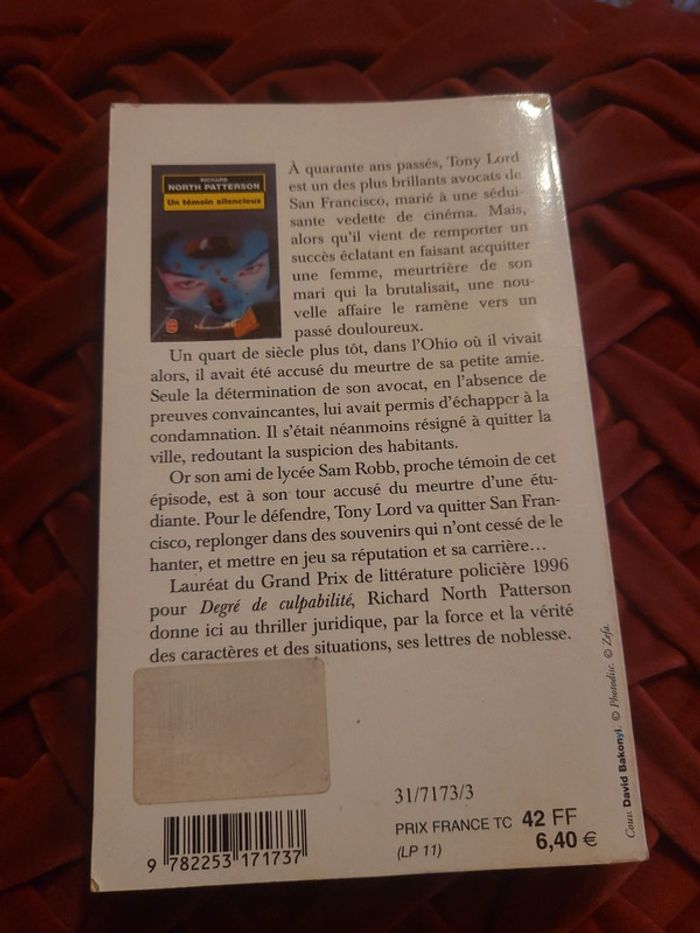 RICHARD
NORTH PATTERSON
Un témoin silencieux
À quarante ans passés, Tony Lord
est un des plus brillants avocats de
San Francisco, marié à une sédui-
sante vedette de cinéma. Mais,
alors qu'il vient de remporter un
succès éclatant en faisant acquitter
une femme, meurtrière de son
mari qui la brutalisait, une nou-
velle affaire le ramène vers un
passé douloureux.
Un quart de siècle plus tôt, dans l'Ohio où il vivait
alors, il avait été accusé du meurtre de sa petite amie.
Seule la détermination de son avocat, en l'absence de
preuves convaincantes, lui avait permis d'échapper à la
condamnation. Il s'était néanmoins résigné à quitter la
ville, redoutant la suspicion des habitants.
Or son ami de lycée Sam Robb, proche témoin de cet
épisode, est à son tour accusé du meurtre d'une étu-
diante. Pour le défendre, Tony Lord va quitter San Fran-
cisco, replonger dans des souvenirs qui n'ont cessé de le
hanter, et mettre en jeu sa réputation et sa carrière...
Lauréat du Grand Prix de littérature policière 1996
pour Degré de culpabilité, Richard North Patterson
donne ici au thriller juridique, par la force et la vérité
des caractères et des situations, ses lettres de noblesse.
31/7173/3
PRIX FRANCE TC 42 FF
(LP 11) 6,40 €
9 782253 171737
Couv. David Bakonyi. © Photodisc. © Zefa.